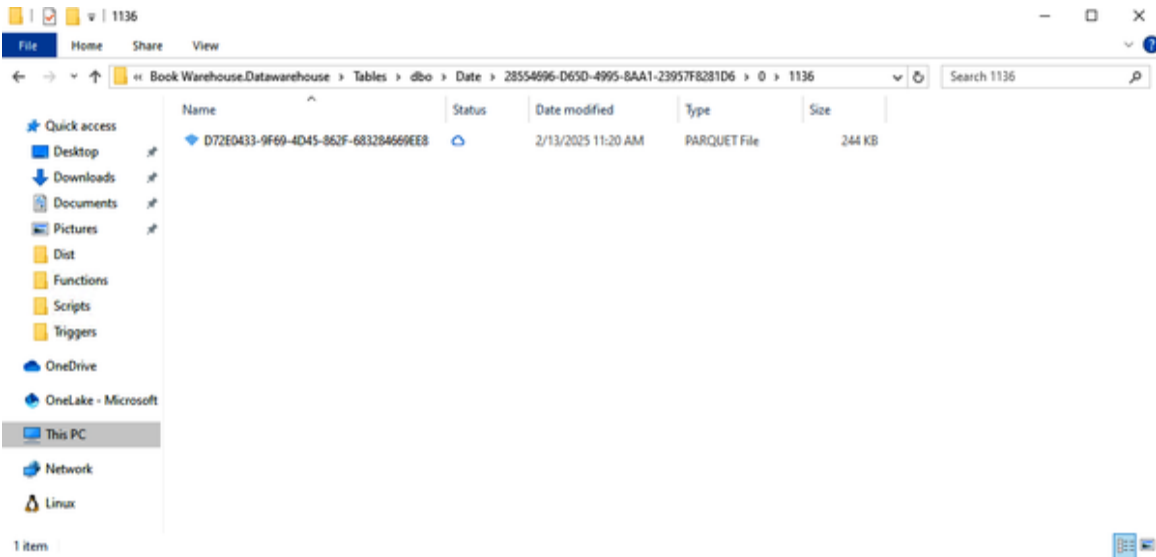 1136
File Home Share View
« Book Warehouse.Datawarehouse › Tables › dbo › Date › 28554696-D65D-4995-8AA1-23957F8281D6 › 0 › 1136
Search 1136
Name Status Date modified Type Size
D72E0433-9F69-4D45-862F-683284669EE8 2/13/2025 11:20 AM PARQUET File 244 KB
Quick access
Desktop
Downloads
Documents
Pictures
Dist
Functions
Scripts
Triggers
OneDrive
OneLake - Microsoft
This PC
Network
Linux
1 item